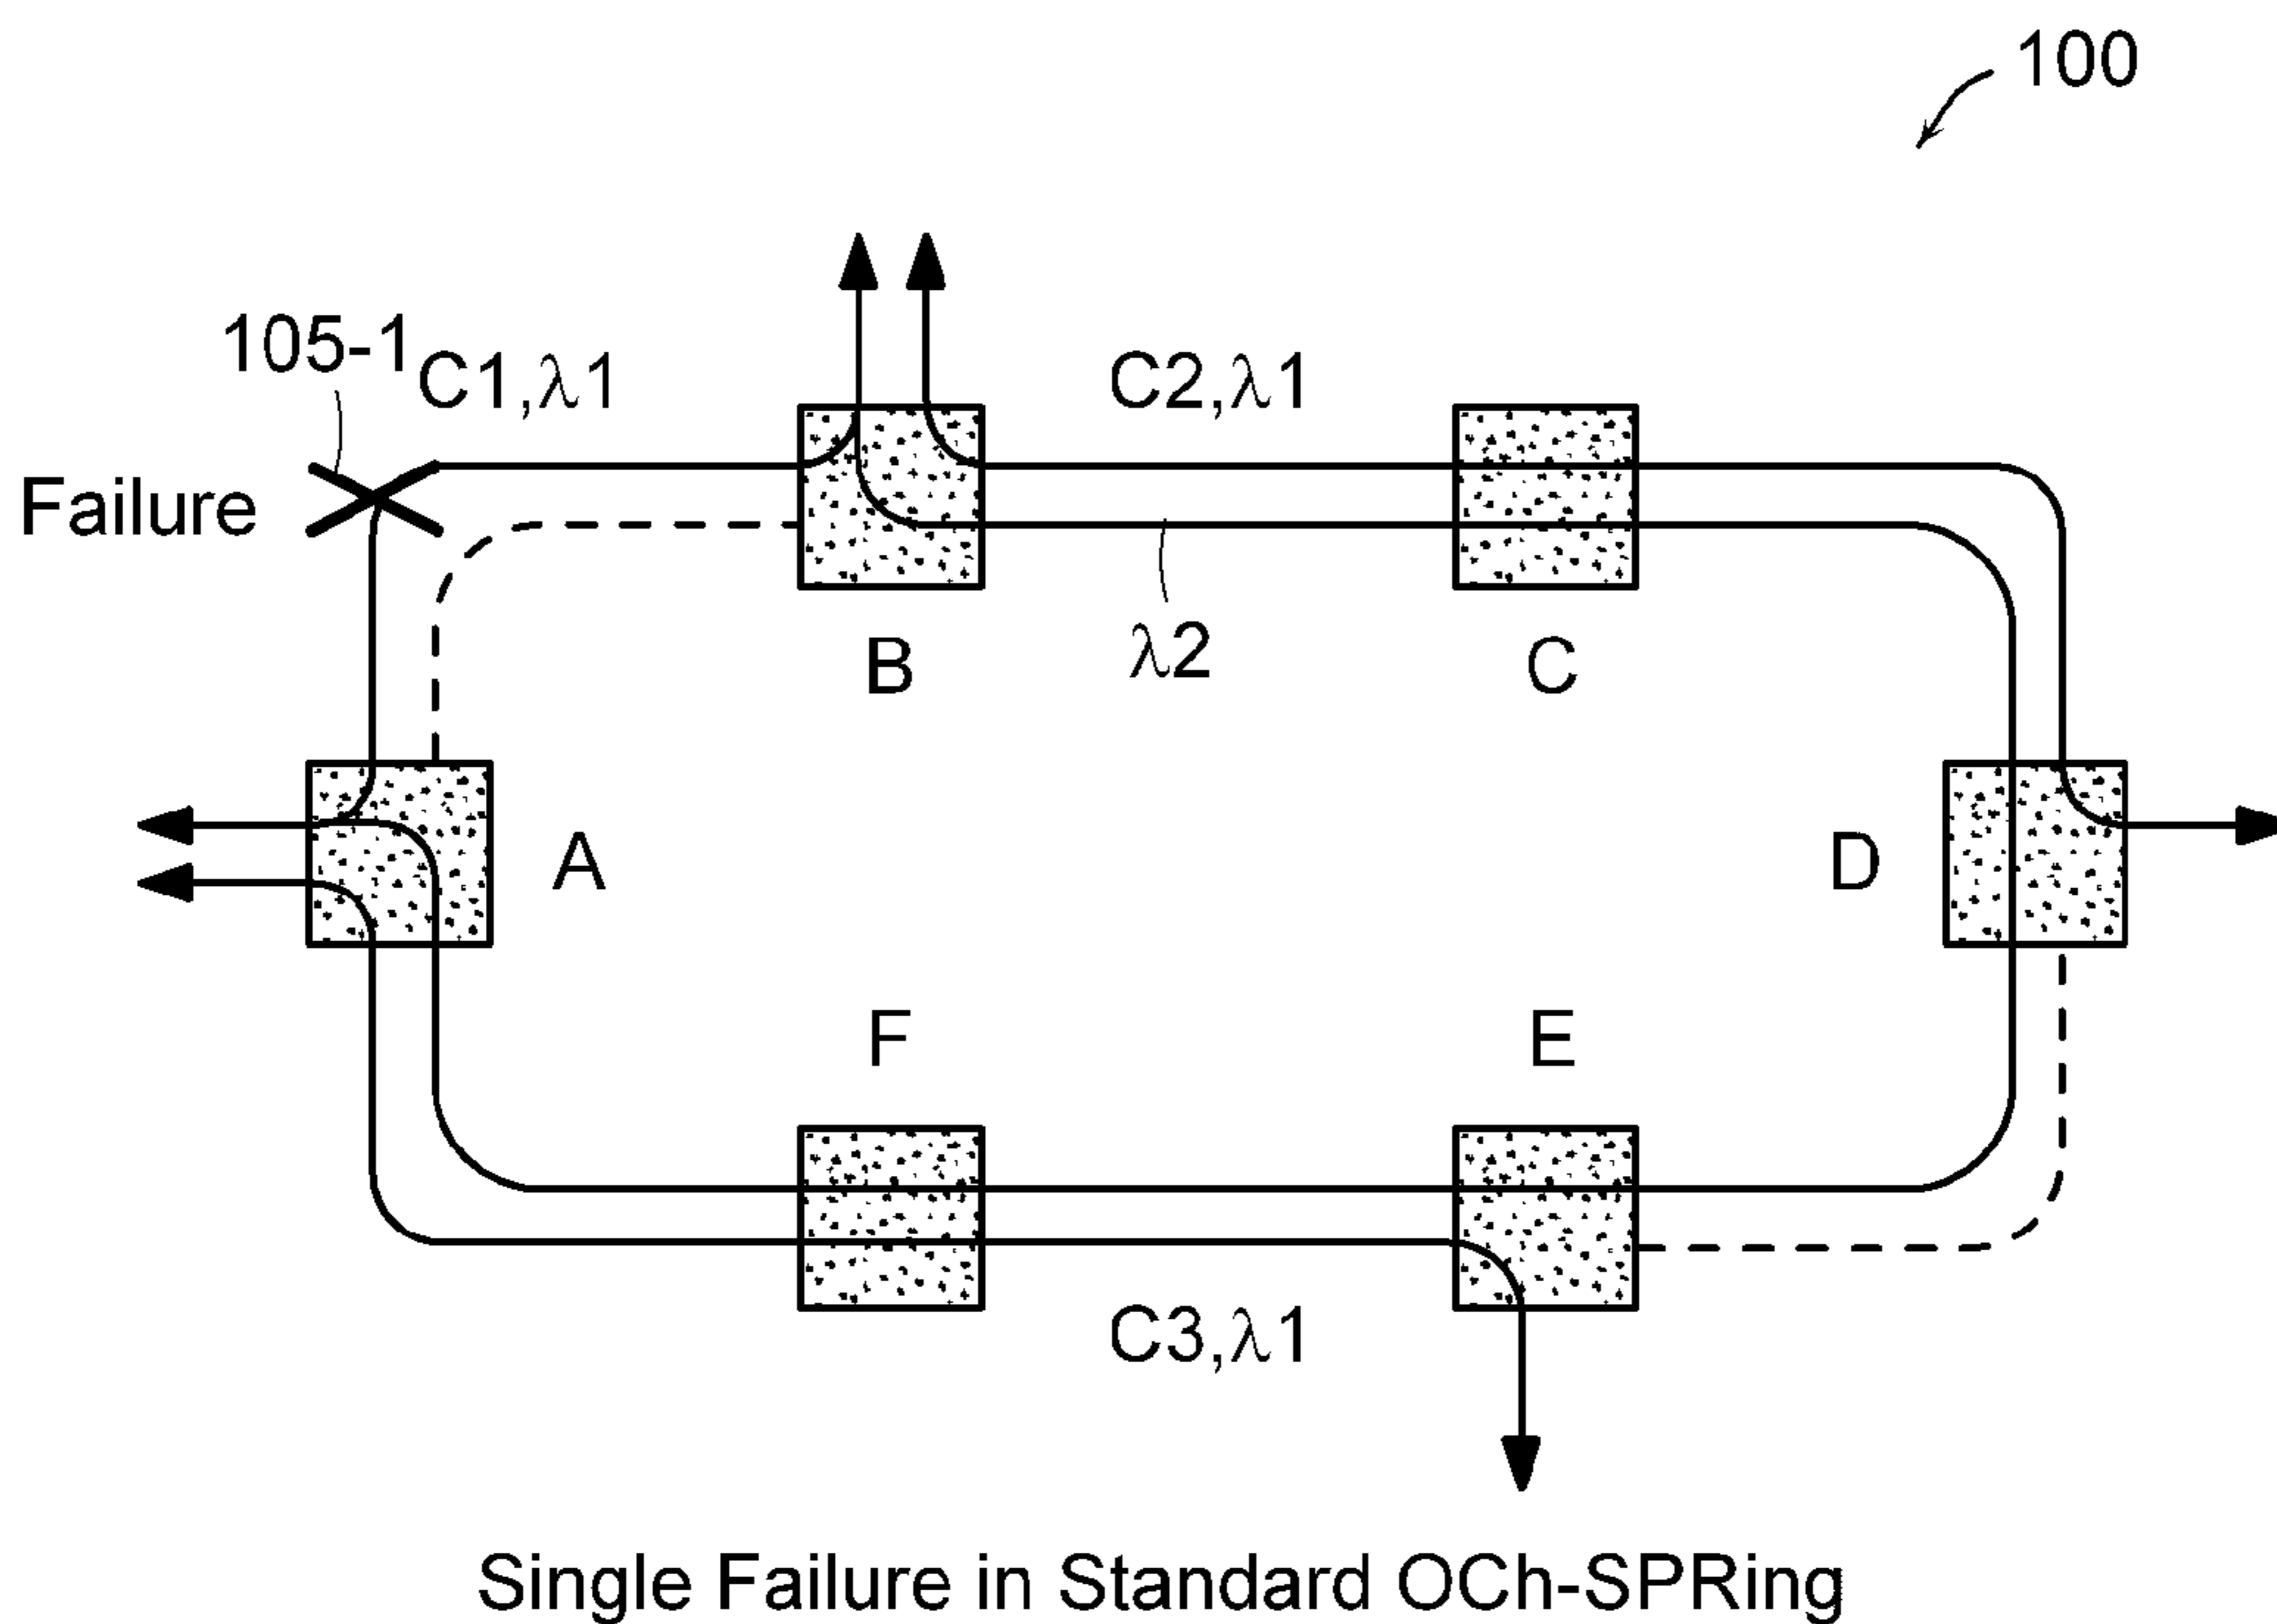 100
105-1
C1,λ1
C2,λ1
Failure
B
λ2
C
A
D
F
E
C3,λ1
Single Failure in Standard OCh-SPRing